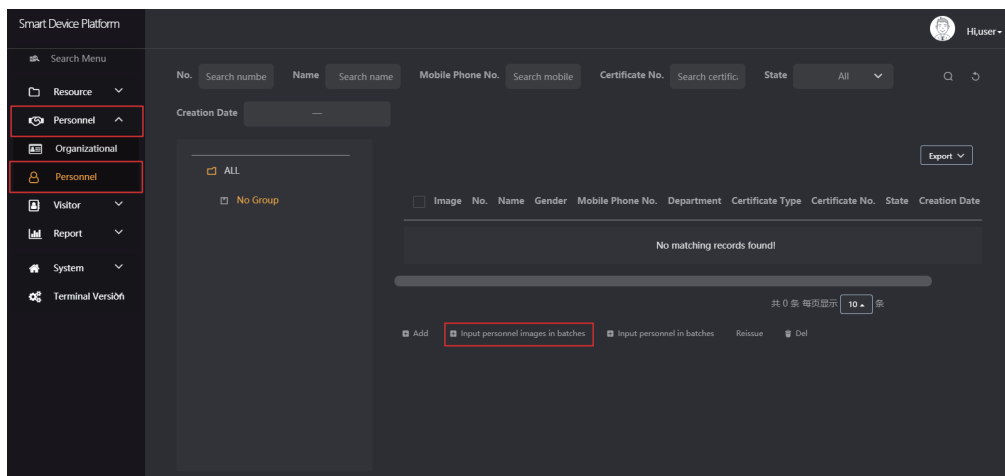 Smart Device Platform
Hi,user
Search Menu
No. Search numbe Name Search name Mobile Phone No. Search mobile Certificate No. Search certific State All
Resource
Creation Date —
Personnel
Organizational
Export
ALL
Personnel
No Group
Image No. Name Gender Mobile Phone No. Department Certificate Type Certificate No. State Creation Date
Visitor
Report
No matching records found!
System
Terminal Version
共 0 条 每页显示 10 条
Add Input personnel images in batches Input personnel in batches Reissue Del